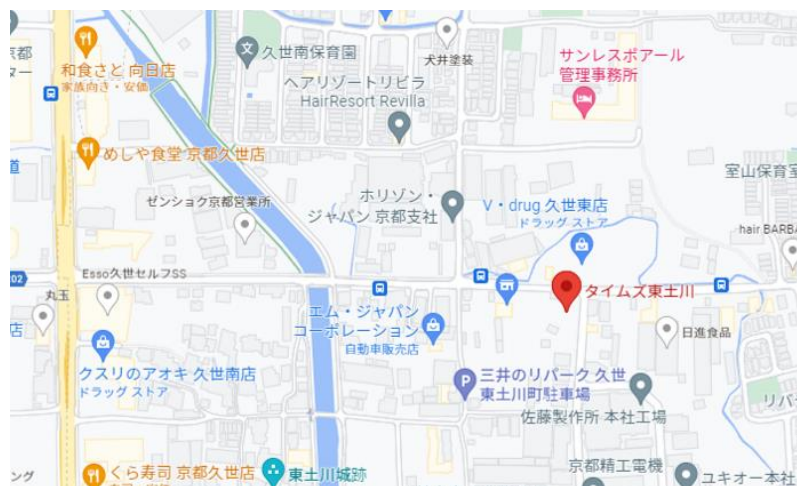 京都
ター
和食さと 向日店
家族向き・安価
久世南保育園
犬井塗装
サンレスポアール
管理事務所
ヘアリゾートリビラ
HairResort Revilla
めしや食堂 京都久世店
道
ゼンショク京都営業所
ホリゾン・
ジャパン 京都支社
室山保育室
V・drug 久世東店
ドラッグ ストア
hair BARBA
02
Esso久世セルフSS
丸玉
店
エム・ジャパン
コーポレーション
自動車販売店
タイムズ東土川
日進食品
クスリのアオキ 久世南店
ドラッグ ストア
P
三井のリパーク 久世
東土川町駐車場
佐藤製作所 本社工場
リパ
ング
くら寿司 京都久世店
東土川城跡
京都精工電機
ユキオー本社